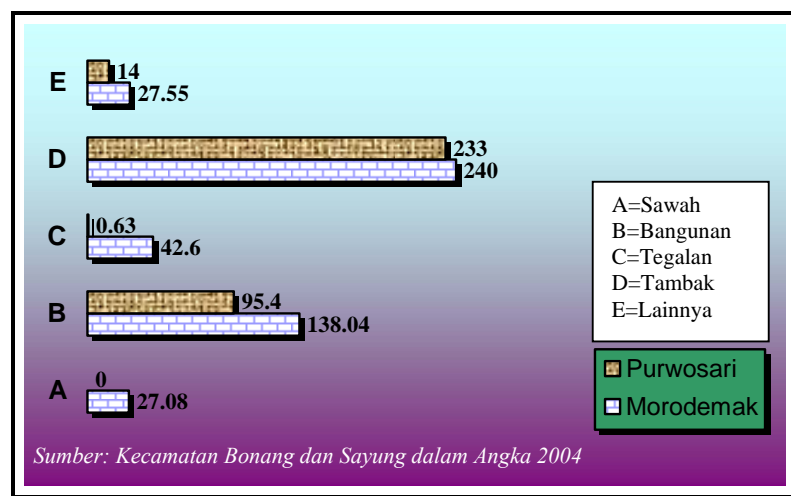 E
14
27.55
D
233
240
C
0.63
42.6
B
95.4
138.04
A
0
27.08
A=Sawah
B=Bangunan
C=Tegalan
D=Tambak
E=Lainnya
Purwosari
Morodemak
Sumber: Kecamatan Bonang dan Sayung dalam Angka 2004